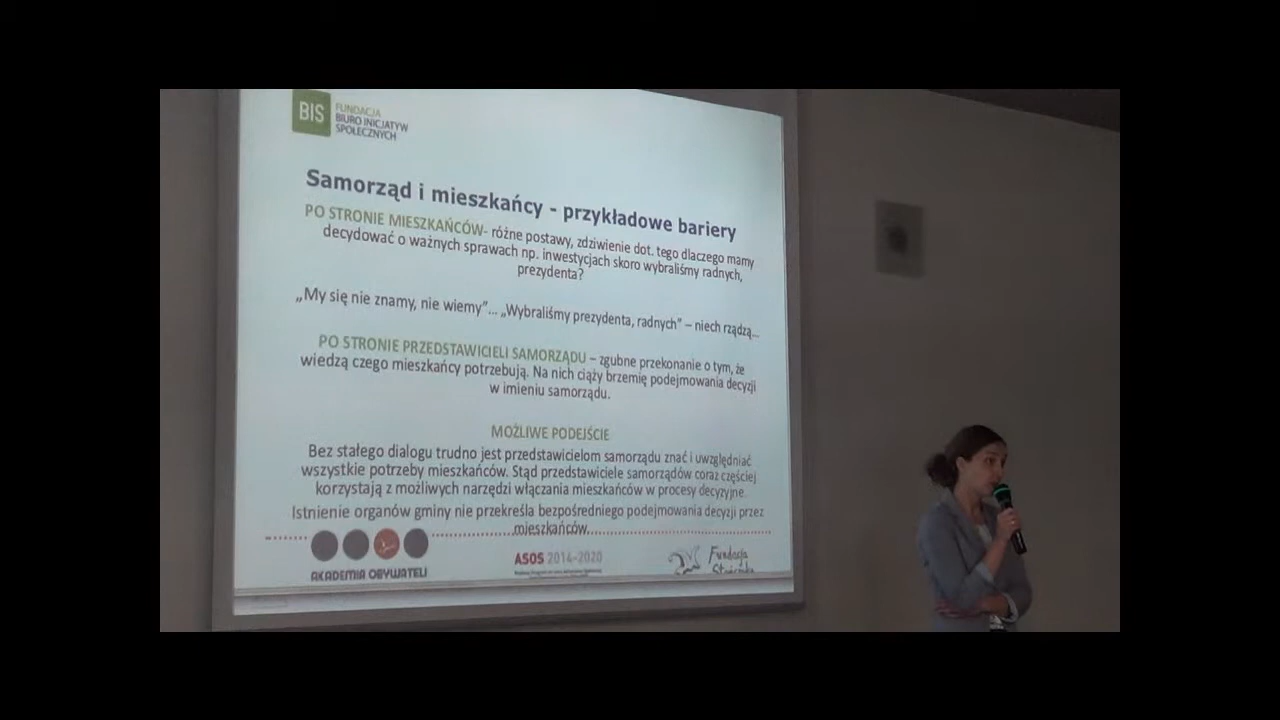 BIS
FUNDACJA
BIURO INICJATYW
SPOŁECZNYCH
Samorząd i mieszkańcy - przykładowe bariery
PO STRONIE MIESZKAŃCÓW- różne postawy, zdziwienie dot. tego dlaczego mamy
decydować o ważnych sprawach np. inwestycjach skoro wybraliśmy radnych,
prezydenta?
„My się nie znamy, nie wiemy”... „Wybraliśmy prezydenta, radnych” – niech rządzą...
PO STRONIE PRZEDSTAWICIELI SAMORZĄDU – zgubne przekonanie o tym, że
wiedzą czego mieszkańcy potrzebują. Na nich ciąży brzemię podejmowania decyzji
w imieniu samorządu.
MOŻLIWE PODEJŚCIE
Bez stałego dialogu trudno jest przedstawicielom samorządu znać i uwzględniać
wszystkie potrzeby mieszkańców. Stąd przedstawiciele samorządów coraz częściej
korzystają z możliwych narzędzi włączania mieszkańców w procesy decyzyjne.
Istnienie organów gminy nie przekreśla bezpośredniego podejmowania decyzji przez
mieszkańców.
AKADEMIA OBYWATELI
ASOS 2014–2020
Fundacja